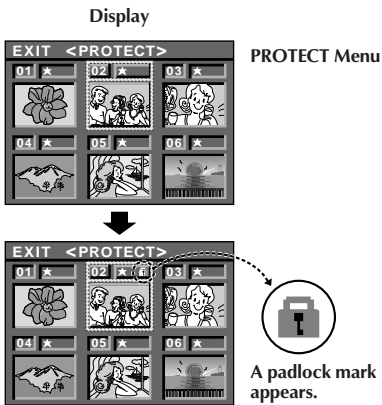 Display
EXIT <PROTECT>
PROTECT Menu
01 ★ 02 ★ 03 ★
04 ★ 05 ★ 06 ★
EXIT <PROTECT>
01 ★ 02 ★ 03 ★
04 ★ 05 ★ 06 ★
A padlock mark
appears.